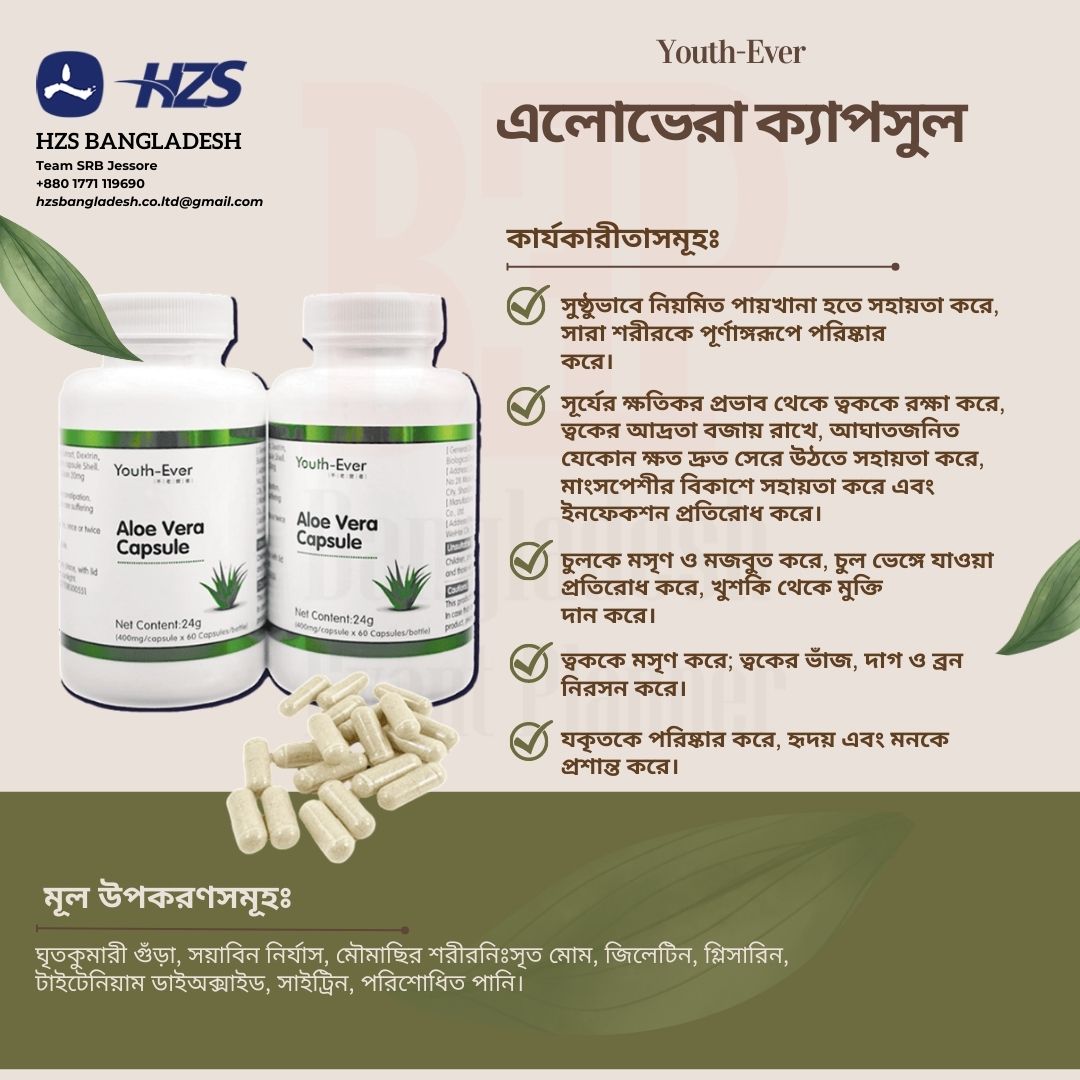 HZS
HZS BANGLADESH
Team SRB Jessore
+880 1771 119690
hzsbangladesh.co.ltd@gmail.com
Youth-Ever
এলোভেরা ক্যাপসুল
কার্যকারীতাসমূহঃ
সুষ্ঠুভাবে নিয়মিত পায়খানা হতে সহায়তা করে,
সারা শরীরকে পূর্ণাঙ্গরূপে পরিষ্কার
করে।
সূর্যের ক্ষতিকর প্রভাব থেকে ত্বককে রক্ষা করে,
ত্বকের আদ্রতা বজায় রাখে, আঘাতজনিত
যেকোন ক্ষত দ্রুত সেরে উঠতে সহায়তা করে,
মাংসপেশীর বিকাশে সহায়তা করে এবং
ইনফেকশন প্রতিরোধ করে।
চুলকে মসৃণ ও মজবুত করে, চুল ভেঙ্গে যাওয়া
প্রতিরোধ করে, খুশকি থেকে মুক্তি
দান করে।
ত্বককে মসৃণ করে; ত্বকের ভাঁজ, দাগ ও ব্রন
নিরসন করে।
যকৃতকে পরিষ্কার করে, হৃদয় এবং মনকে
প্রশান্ত করে।
Youth-Ever
Aloe Vera
Capsule
Net Content:24g
(400mg/capsule x 60 Capsules/bottle)
Youth-Ever
Aloe Vera
Capsule
Net Content:24g
(400mg/capsule x 60 Capsules/bottle)
মূল উপকরণসমূহঃ
ঘৃতকুমারী গুঁড়া, সয়াবিন নির্যাস, মৌমাছির শরীরনিঃসৃত মোম, জিলেটিন, গ্লিসারিন,
টাইটেনিয়াম ডাইঅক্সাইড, সাইট্রিন, পরিশোধিত পানি।